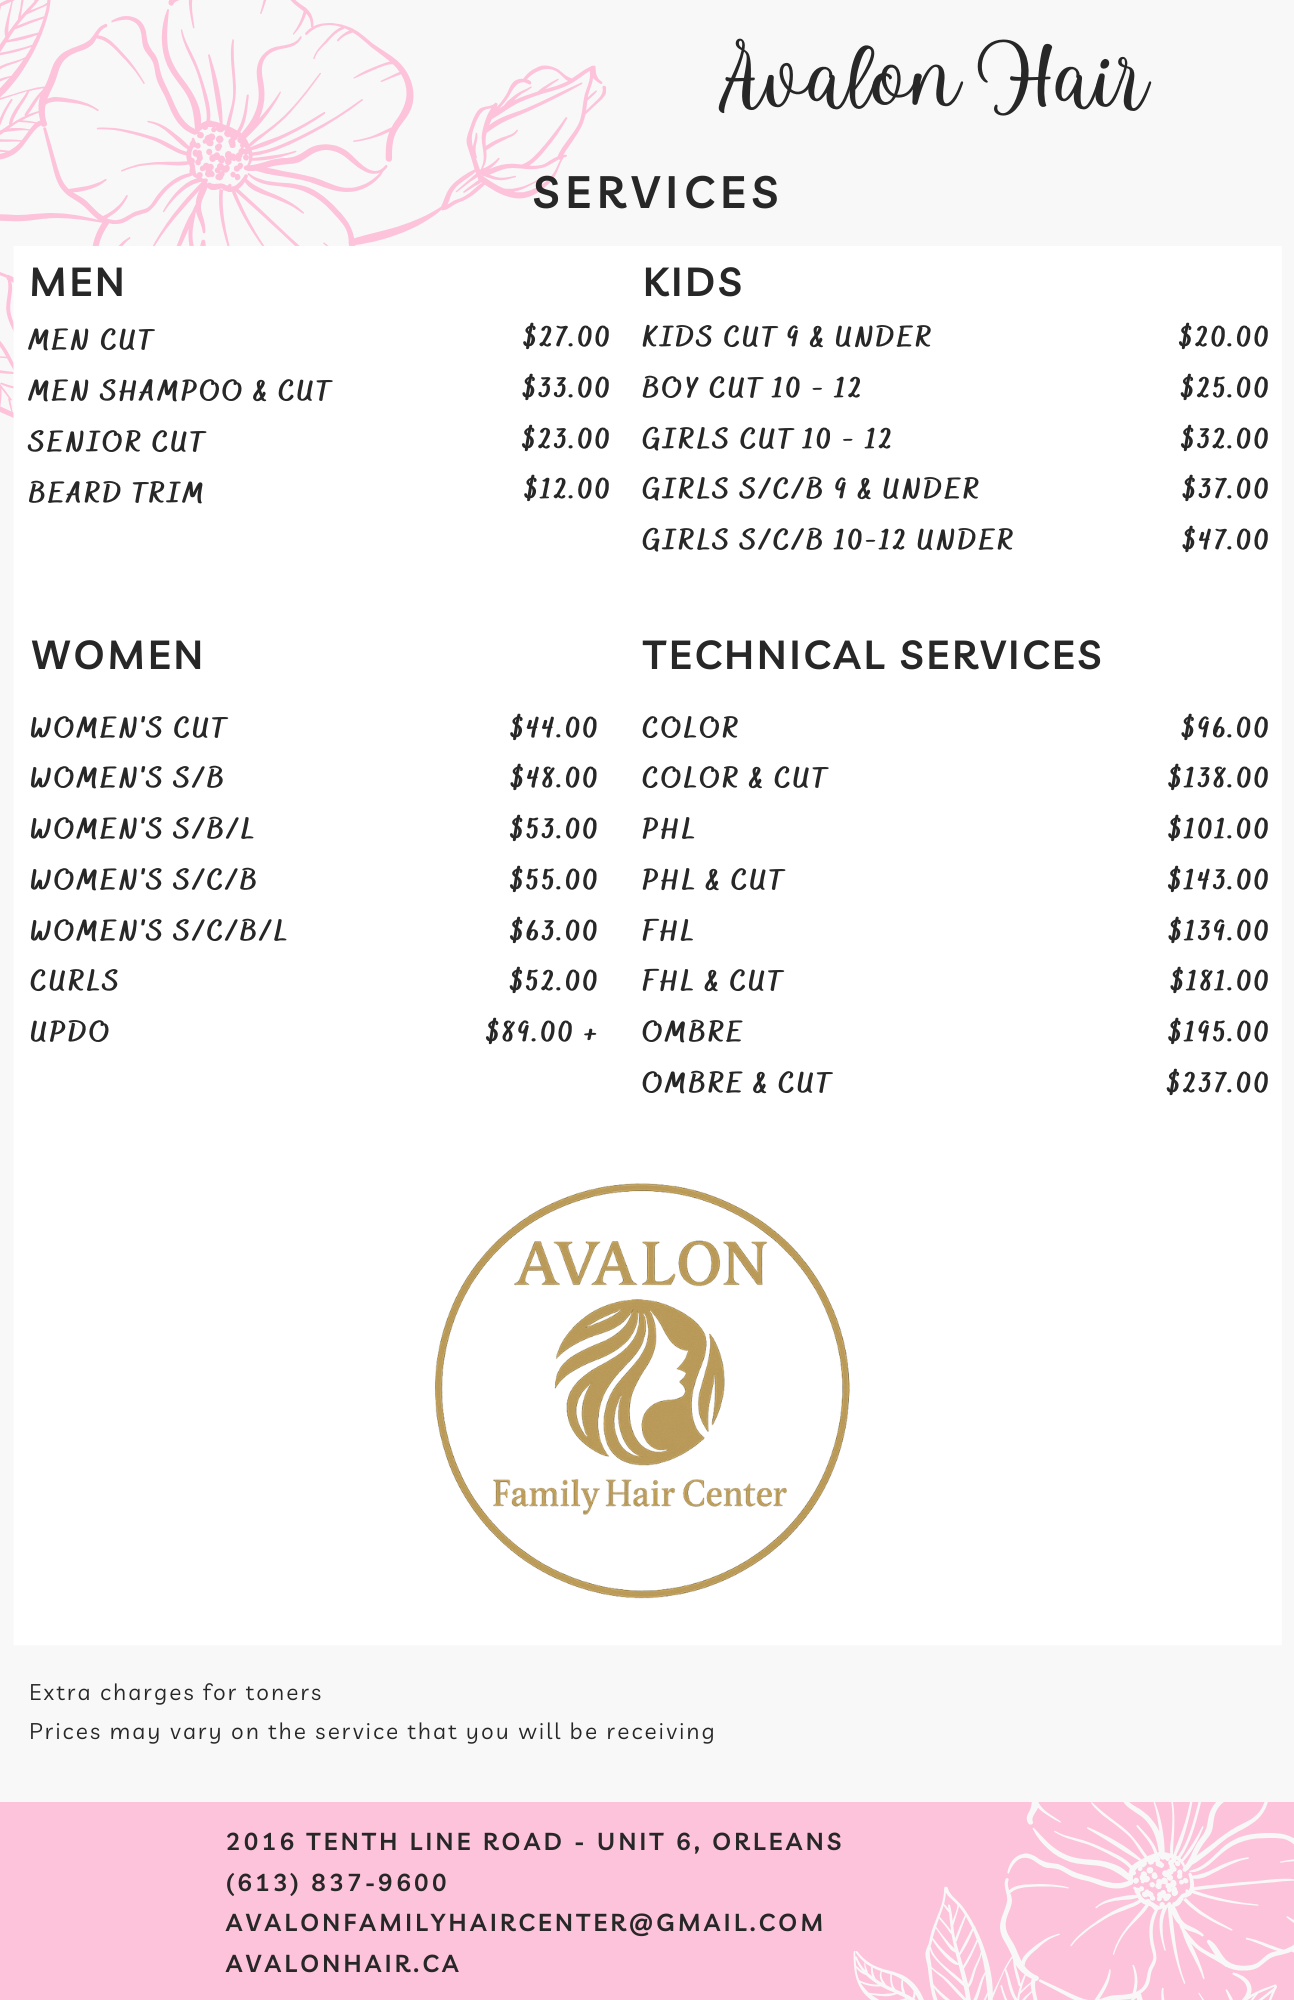 Avalon Hair
SERVICES
MEN
MEN CUT $27.00
MEN SHAMPOO & CUT $33.00
SENIOR CUT $23.00
BEARD TRIM $12.00
KIDS
KIDS CUT 9 & UNDER $20.00
BOY CUT 10 - 12 $25.00
GIRLS CUT 10 - 12 $32.00
GIRLS S/C/B 9 & UNDER $37.00
GIRLS S/C/B 10-12 UNDER $47.00
WOMEN
WOMEN'S CUT $44.00
WOMEN'S S/B $48.00
WOMEN'S S/B/L $53.00
WOMEN'S S/C/B $55.00
WOMEN'S S/C/B/L $63.00
CURLS $52.00
UPDO $89.00 +
TECHNICAL SERVICES
COLOR $96.00
COLOR & CUT $138.00
PHL $101.00
PHL & CUT $143.00
FHL $139.00
FHL & CUT $181.00
OMBRE $195.00
OMBRE & CUT $237.00
AVALON
Family Hair Center
Extra charges for toners
Prices may vary on the service that you will be receiving
2016 TENTH LINE ROAD - UNIT 6, ORLEANS
(613) 837-9600
AVALONFAMILYHAIRCENTER@GMAIL.COM
AVALONHAIR.CA